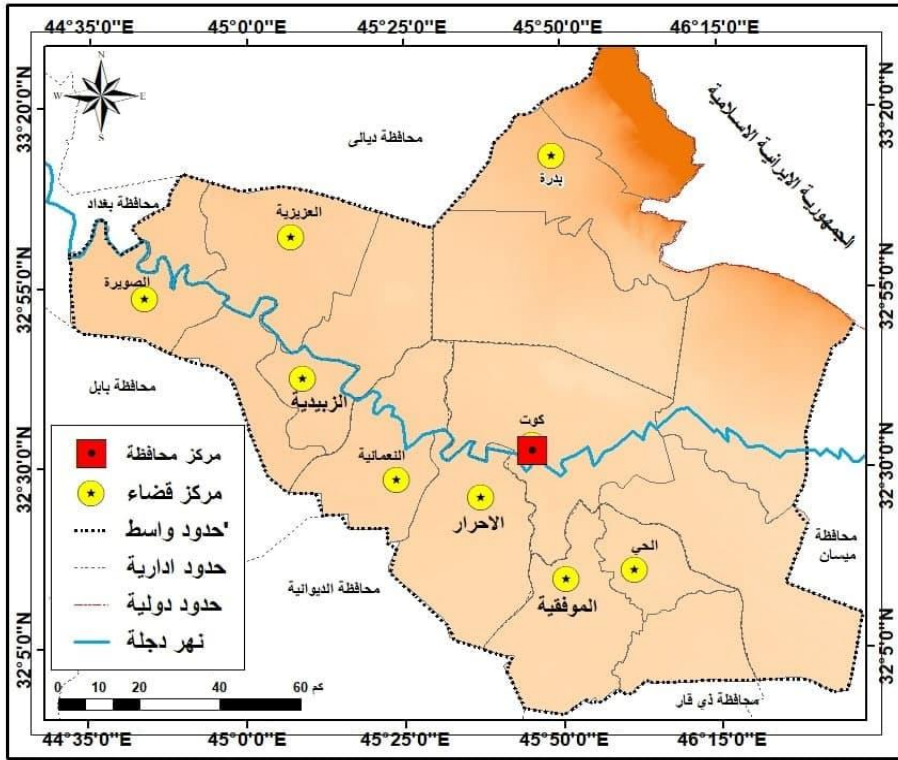 44°35'0"E 45°0'0"E 45°25'0"E 45°50'0"E 46°15'0"E
33°20'0"N
33°20'0"N
N
W E
S
محافظة ديالى
الجمهورية الايرانية الاسلامية
بدرة
محافظة بغداد
العزيزية
الصويرة
32°55'0"N
32°55'0"N
محافظة بابل
الزبيدية
كوت
النعمانية
32°30'0"N
32°30'0"N
الاحرار
محافظة
ميسان
الحي
الموفقية
محافظة الديوانية
32°5'0"N
32°5'0"N
محافظة ذي قار
مركز محافظة
مركز قضاء
حدود واسط'
حدود ادارية
حدود دولية
نهر دجلة
0 10 20 40 60 كم
44°35'0"E 45°0'0"E 45°25'0"E 45°50'0"E 46°15'0"E